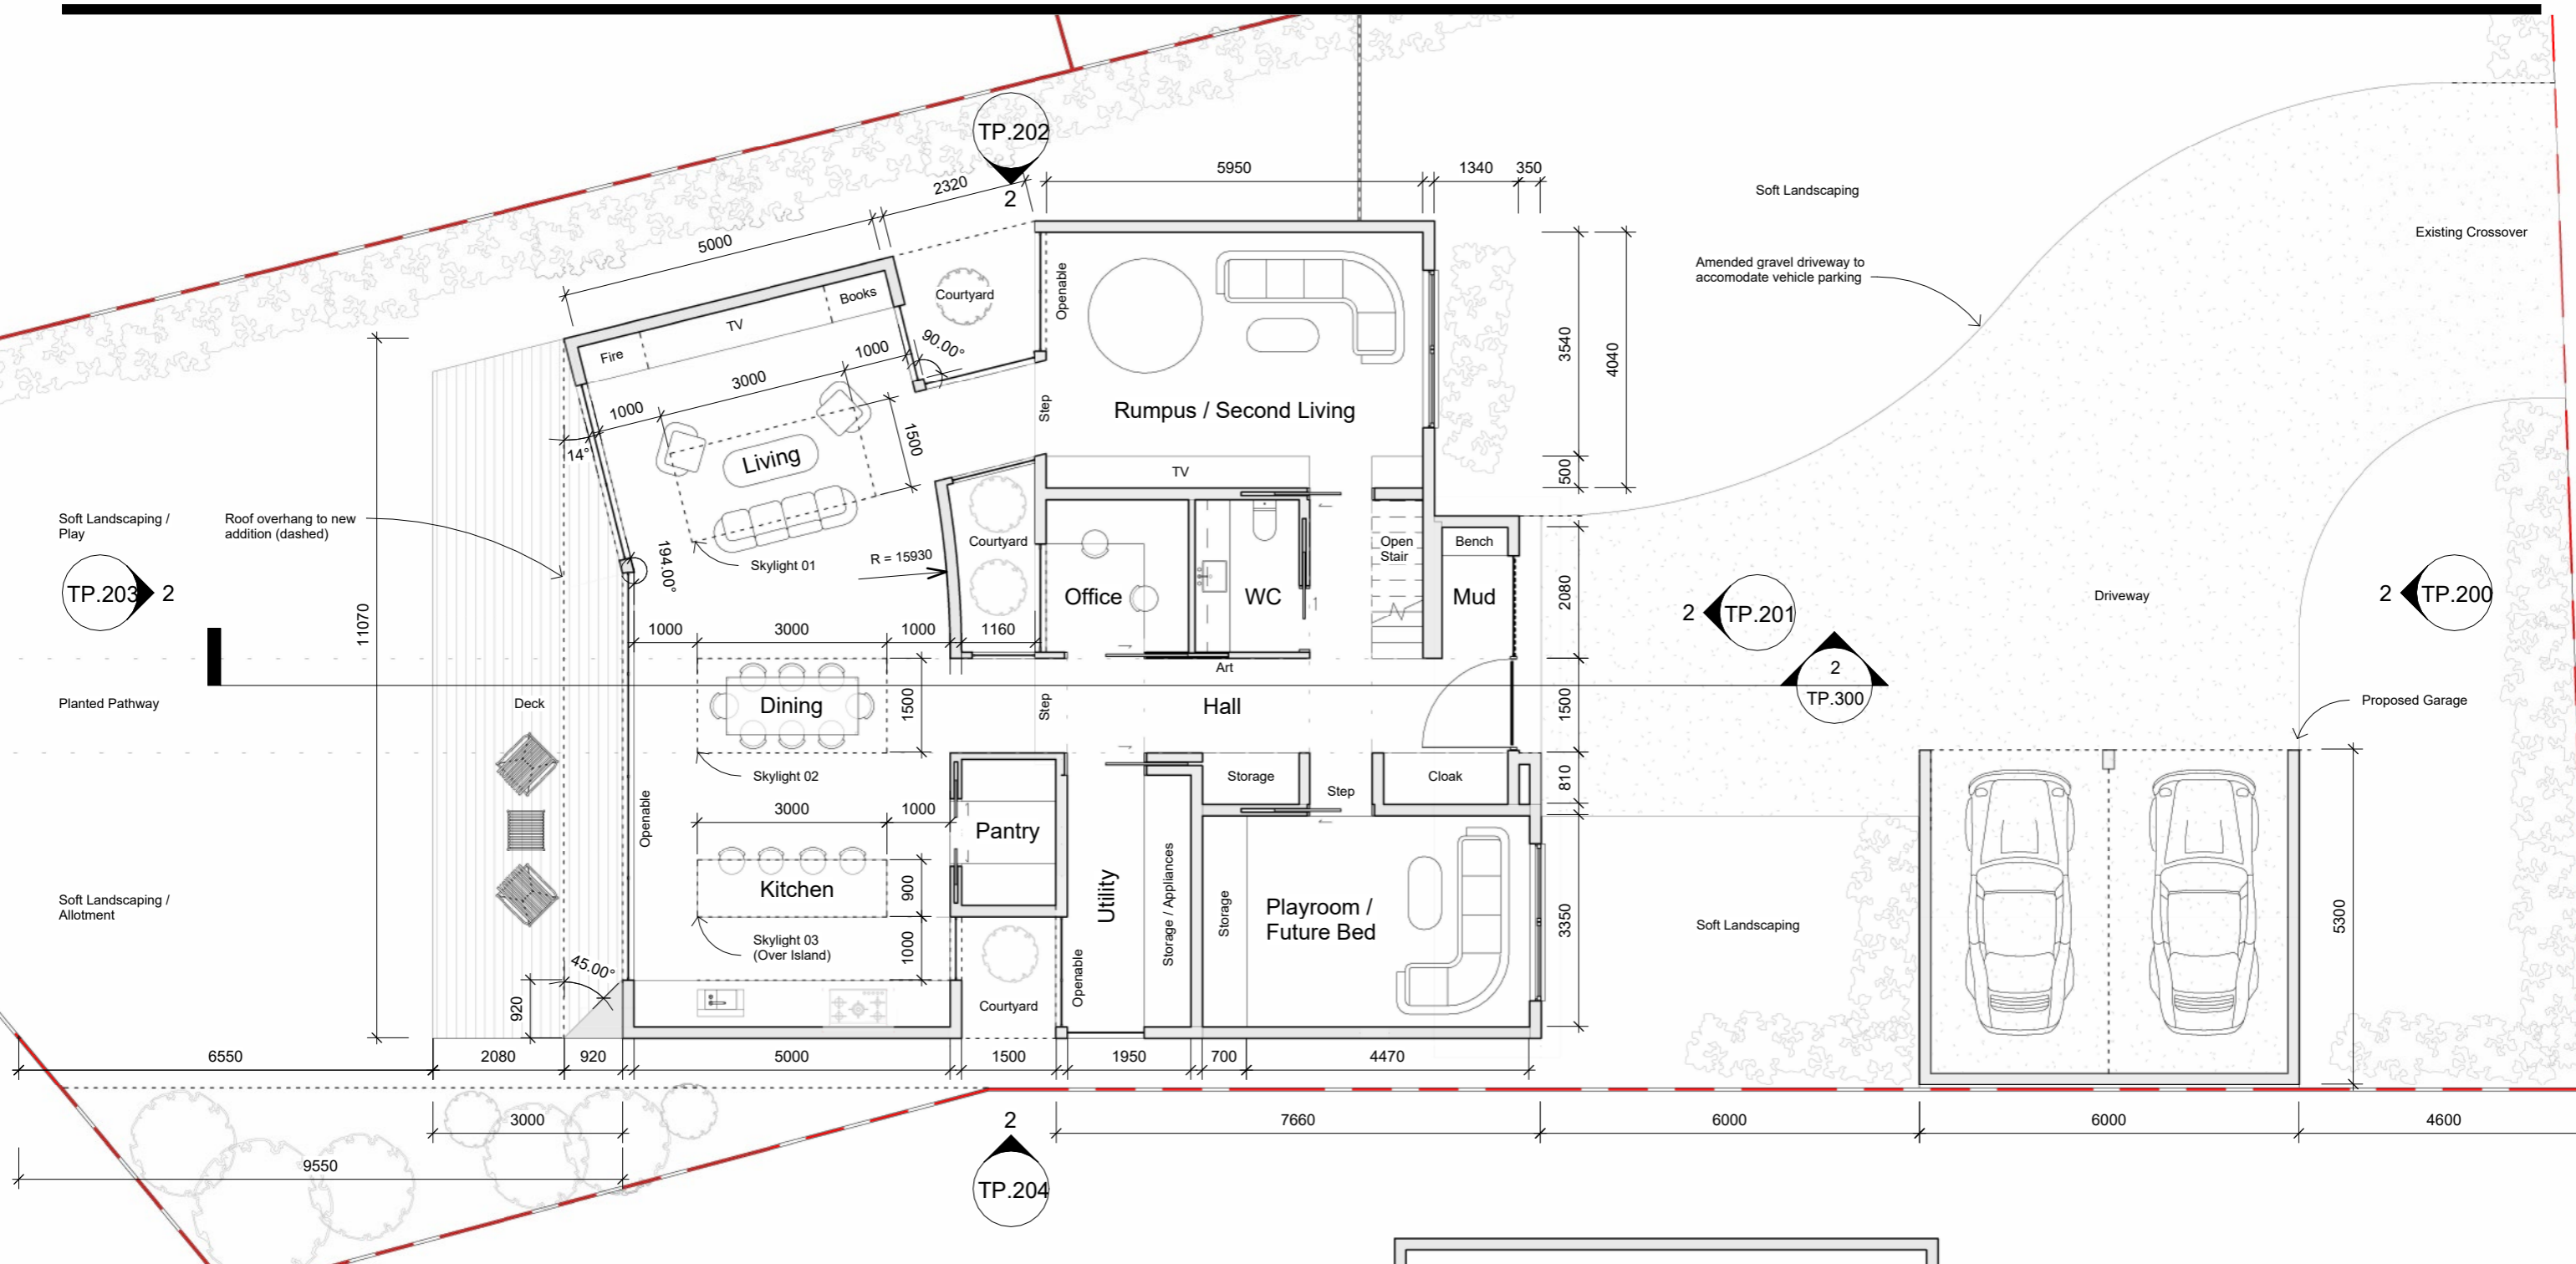 TP.202
2
2320
5000
5950
1340
350
Soft Landscaping
Existing Crossover
Amended gravel driveway to
accomodate vehicle parking
Books
TV
Fire
Courtyard
Openable
90.00°
1000
3000
1000
1500
14°
Living
Step
Rumpus / Second Living
TV
3540
4040
500
Soft Landscaping /
Play
Roof overhang to new
addition (dashed)
TP.203
2
11070
194.00°
Skylight 01
R = 15930
Courtyard
Office
WC
Open
Stair
Bench
Mud
2080
2
TP.201
Driveway
2
TP.200
1000
3000
1000
1160
Art
Planted Pathway
Deck
Dining
1500
Step
Hall
1500
2
TP.300
Proposed Garage
Skylight 02
Openable
3000
1000
Pantry
Storage
Step
Cloak
810
Soft Landscaping /
Allotment
Kitchen
900
Skylight 03
(Over Island)
1000
Utility
Storage / Appliances
Storage
Playroom /
Future Bed
3350
Soft Landscaping
5300
45.00°
920
Courtyard
Openable
6550
2080
920
5000
1500
1950
700
4470
3000
9550
2
TP.204
7660
6000
6000
4600